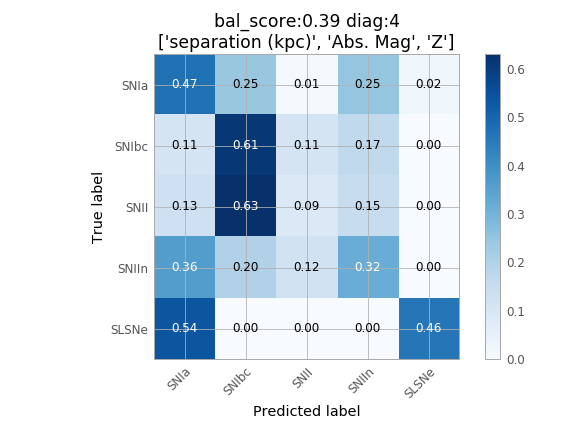 bal_score:0.39 diag:4
['separation (kpc)', 'Abs. Mag', 'Z']
SNIa 0.47 0.25 0.01 0.25 0.02
SNIbc 0.11 0.61 0.11 0.17 0.00
SNII 0.13 0.63 0.09 0.15 0.00
SNIIn 0.36 0.20 0.12 0.32 0.00
SLSNe 0.54 0.00 0.00 0.00 0.46
True label
SNIa SNIbc SNII SNIIn SLSNe
Predicted label
0.6
0.5
0.4
0.3
0.2
0.1
0.0